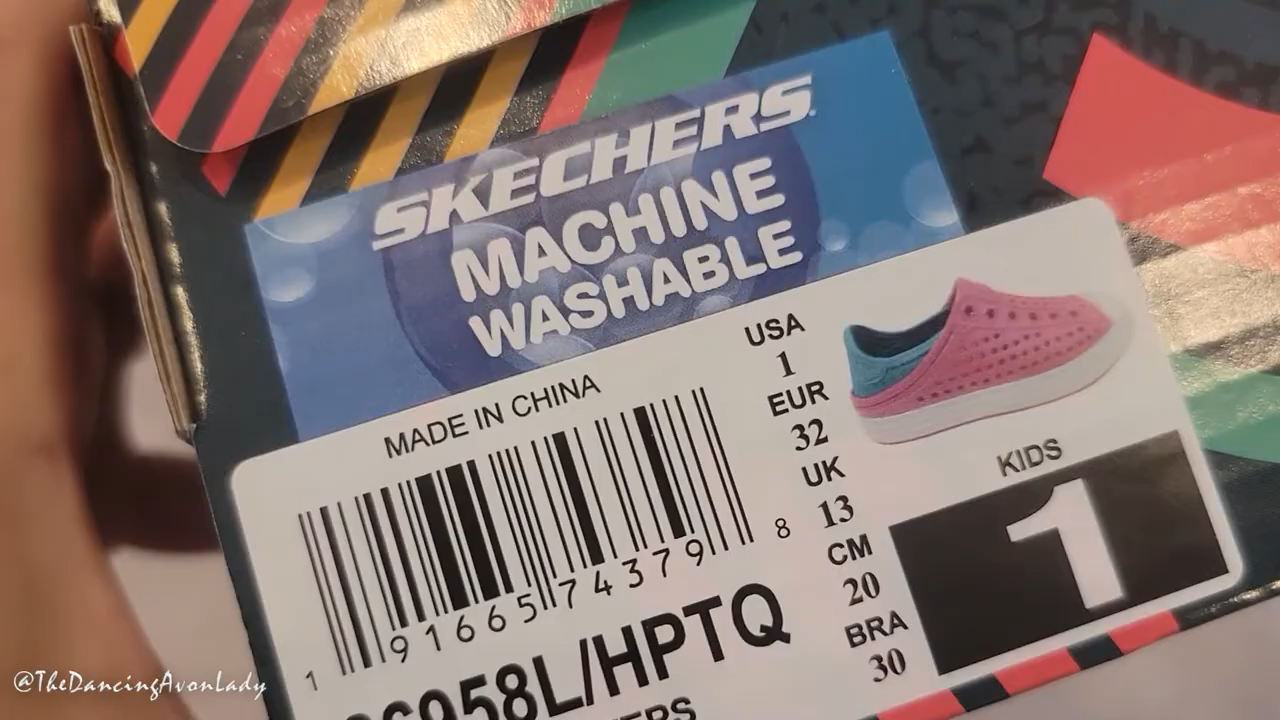 SKECHERS
MACHINE
WASHABLE
MADE IN CHINA
1 91665 74379 8
USA
1
EUR
32
UK
13
CM
20
BRA
30
KIDS
1
958L/HPTQ
@TheDancingAvonLady